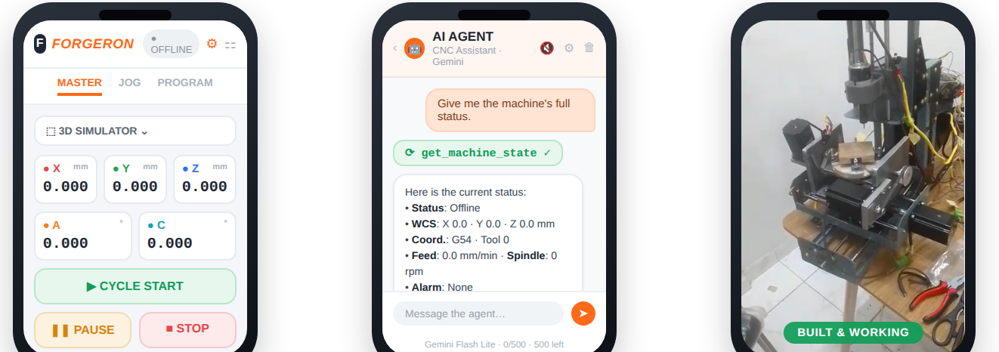 F FORGERON
● OFFLINE
MASTER JOG PROGRAM
3D SIMULATOR
● X mm
0.000
● Y mm
0.000
● Z mm
0.000
● A °
0.000
● C °
0.000
▶ CYCLE START
❚❚ PAUSE
■ STOP
AI AGENT
CNC Assistant ·
Gemini
Give me the machine's full
status.
⟳ get_machine_state ✓
Here is the current status:
• Status: Offline
• WCS: X 0.0 · Y 0.0 · Z 0.0 mm
• Coord.: G54 · Tool 0
• Feed: 0.0 mm/min · Spindle: 0
rpm
• Alarm: None
Message the agent…
Gemini Flash Lite · 0/500 · 500 left
BUILT & WORKING